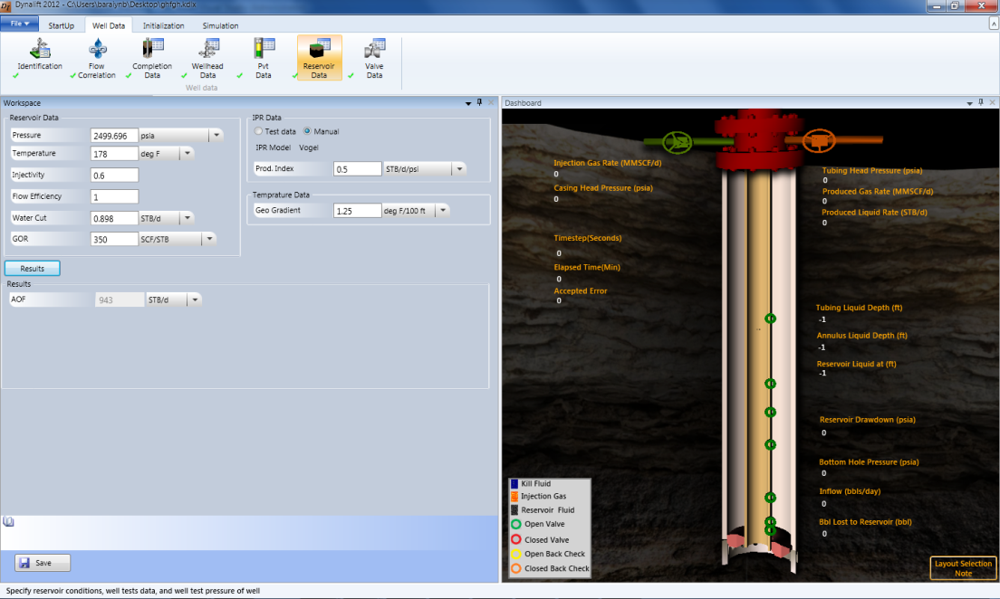 Dynalift 2012 - C:\Users\baralynb\Desktop\ghfgh.kdix
File StartUp Well Data Initialization Simulation
Identification
Flow Correlation
Completion Data
Wellhead Data
Pvt Data
Reservoir Data
Valve Data
Well data
Workspace
Reservoir Data
Pressure 2499.696 psia
Temperature 178 deg F
Injectivity 0.6
Flow Efficiency 1
Water Cut 0.898 STB/d
GOR 350 SCF/STB
IPR Data
Test data Manual
IPR Model Vogel
Prod. Index 0.5 STB/d/psi
Temprature Data
Geo Gradient 1.25 deg F/100 ft
Results
Results
AOF 943 STB/d
Save
Specify reservoir conditions, well tests data, and well test pressure of well
Dashboard
Injection Gas Rate (MMSCF/d)
0
Casing Head Pressure (psia)
0
Timestep(Seconds)
0
Elapsed Time(Min)
0
Accepted Error
0
Tubing Head Pressure (psia)
0
Produced Gas Rate (MMSCF/d)
0
Produced Liquid Rate (STB/d)
0
Tubing Liquid Depth (ft)
-1
Annulus Liquid Depth (ft)
-1
Reservoir Liquid at (ft)
-1
Reservoir Drawdown (psia)
0
Bottom Hole Pressure (psia)
0
Inflow (bbls/day)
0
Bbl Lost to Reservoir (bbl)
0
Kill Fluid
Injection Gas
Reservoir Fluid
Open Valve
Closed Valve
Open Back Check
Closed Back Check
Layout Selection
Note